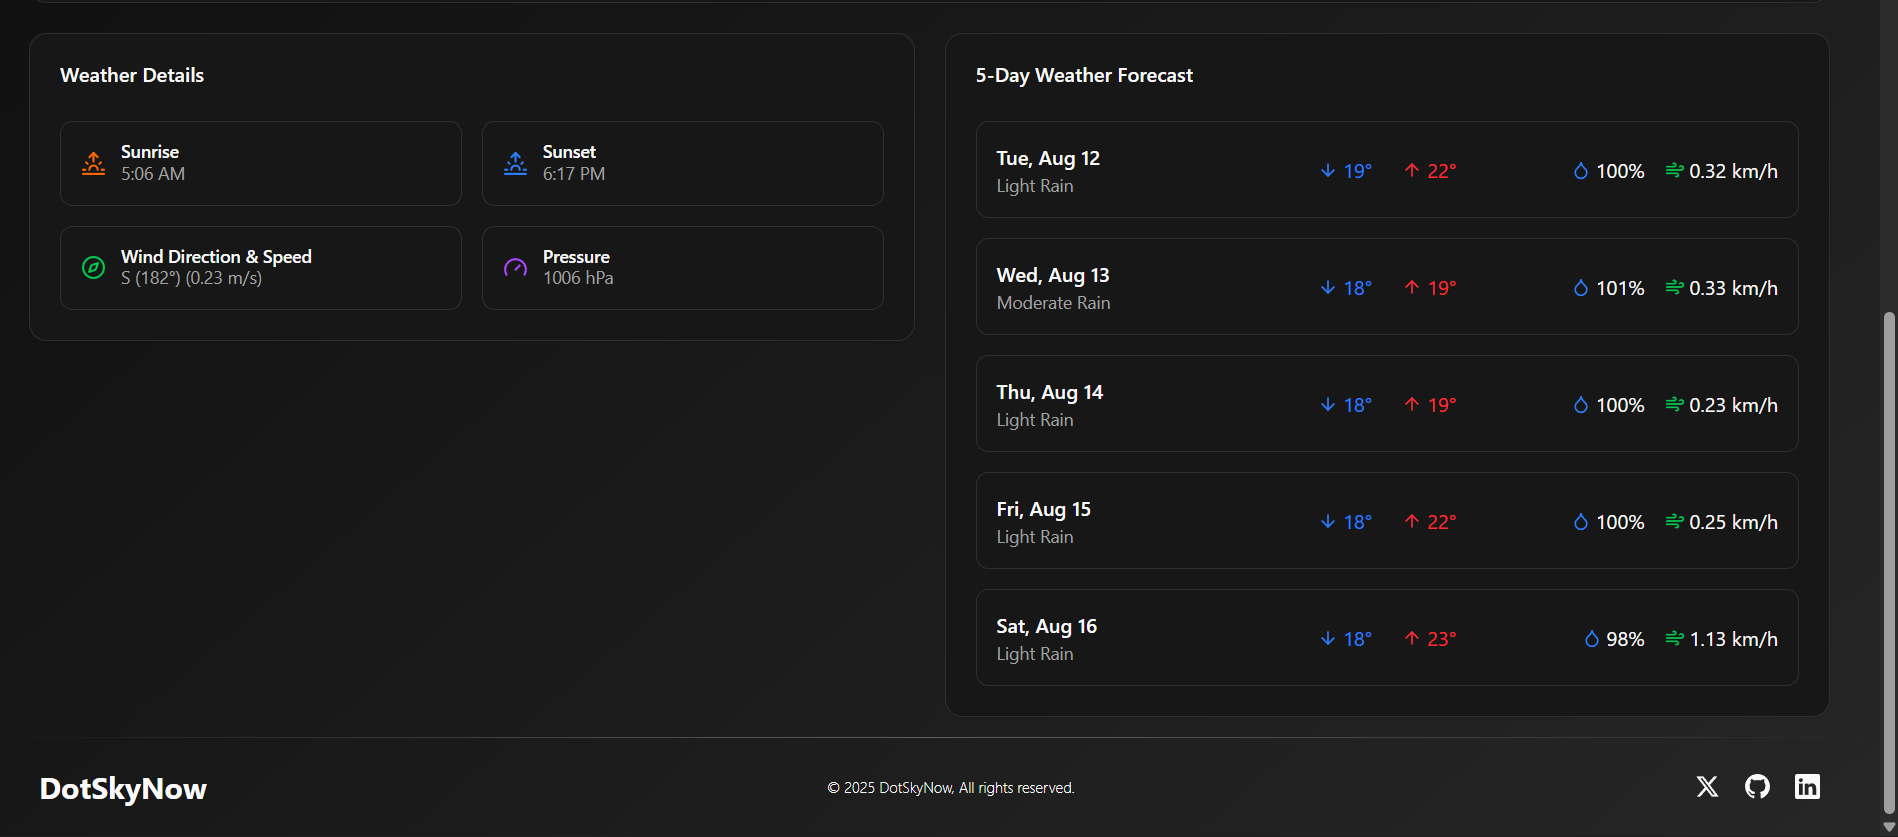 Weather Details
Sunrise
5:06 AM
Sunset
6:17 PM
Wind Direction & Speed
S (182°) (0.23 m/s)
Pressure
1006 hPa
5-Day Weather Forecast
Tue, Aug 12
Light Rain
19° 22° 100% 0.32 km/h
Wed, Aug 13
Moderate Rain
18° 19° 101% 0.33 km/h
Thu, Aug 14
Light Rain
18° 19° 100% 0.23 km/h
Fri, Aug 15
Light Rain
18° 22° 100% 0.25 km/h
Sat, Aug 16
Light Rain
18° 23° 98% 1.13 km/h
DotSkyNow
© 2025 DotSkyNow, All rights reserved.